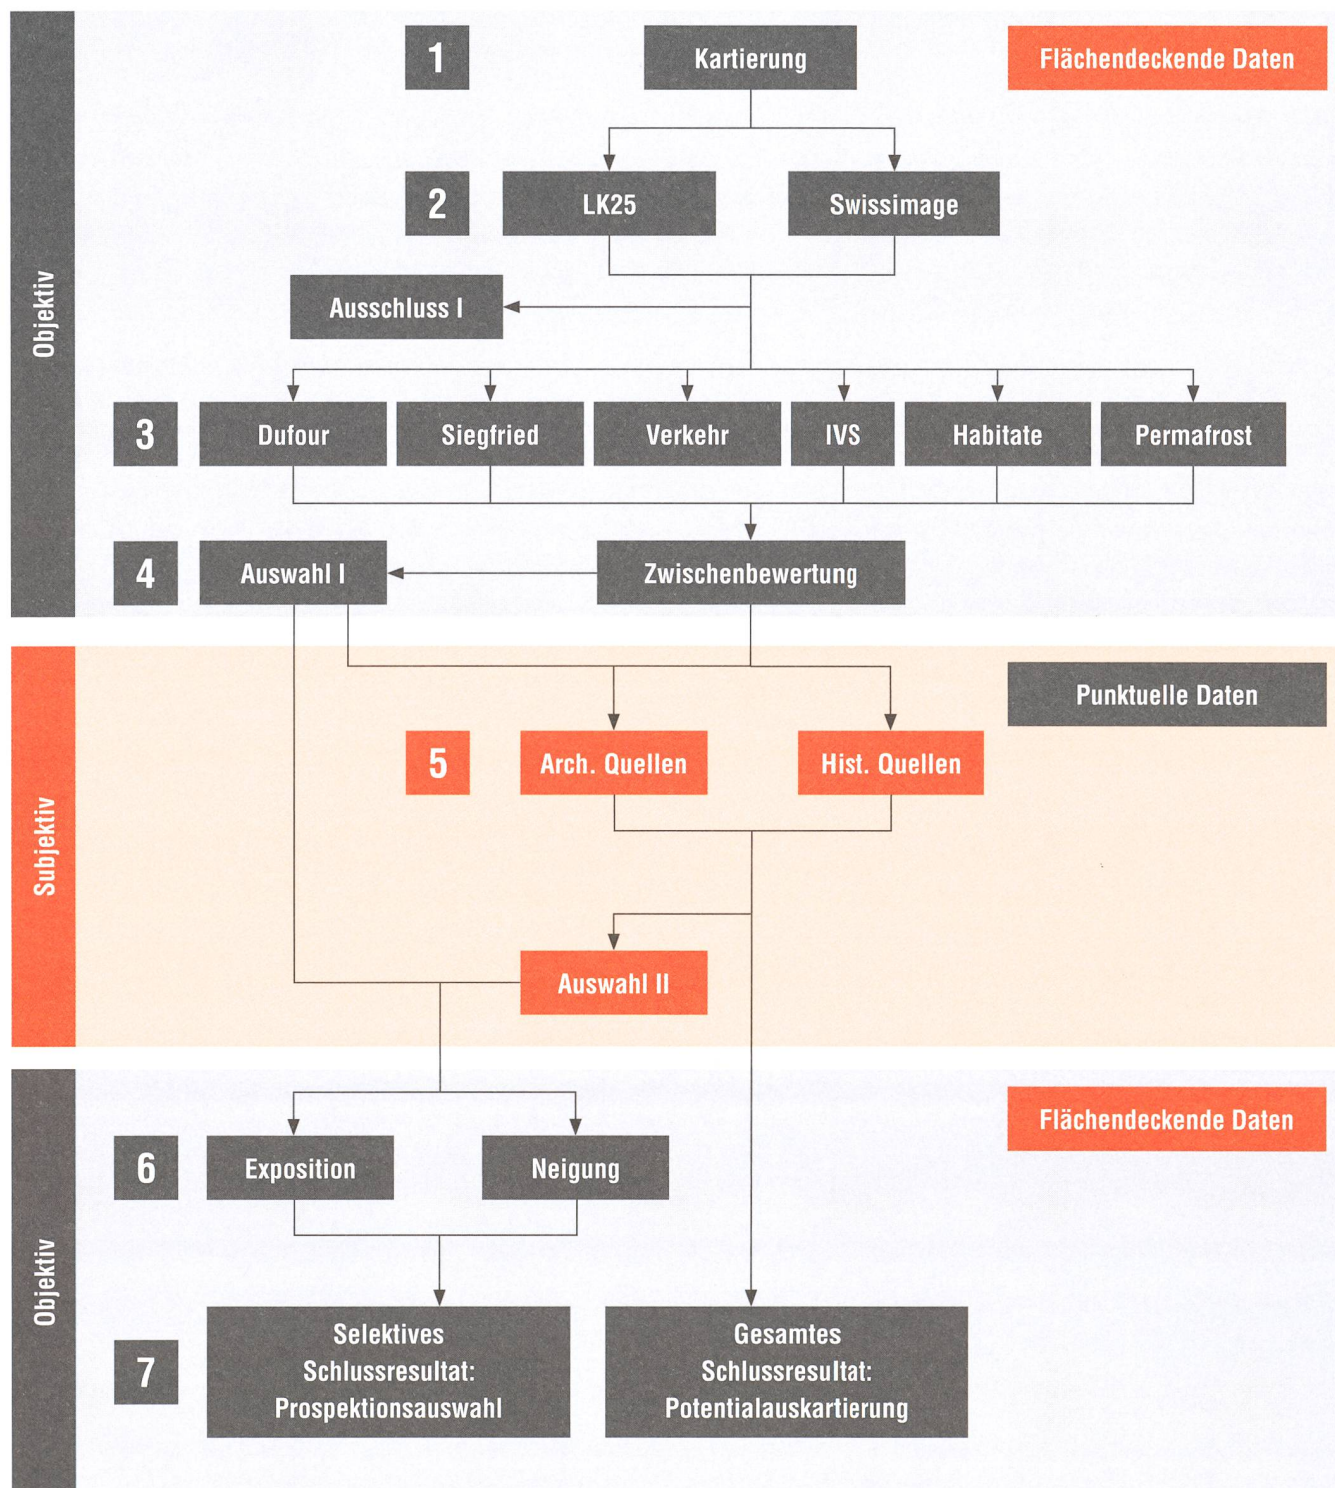 Objektiv
1
Kartierung
Flächendeckende Daten
2
LK25
Swissimage
Ausschluss I
3
Dufour
Siegfried
Verkehr
IVS
Habitate
Permafrost
4
Auswahl I
Zwischenbewertung
Subjektiv
Punktuelle Daten
5
Arch. Quellen
Hist. Quellen
Auswahl II
Objektiv
Flächendeckende Daten
6
Exposition
Neigung
7
Selektives
Schlussresultat:
Prospektionsauswahl
Gesamtes
Schlussresultat:
Potentialauskartierung